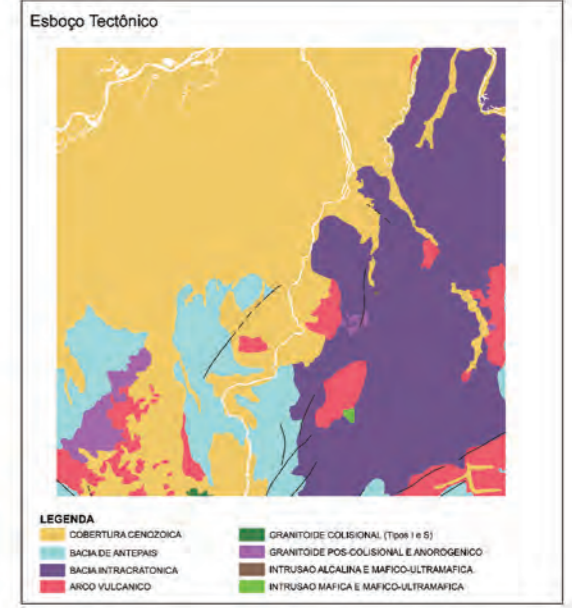 Esboço Tectônico
LEGENDA
COBERTURA CENOZOICA
BACIA DE ANTEPAIS
BACIA INTRACRATONICA
ARCO VULCANICO
GRANITOIDE COLISIONAL (Tipos I e S)
GRANITOIDE POS-COLISIONAL E ANOROGENICO
INTRUSAO ALCALINA E MAFICO-ULTRAMAFICA
INTRUSAO MAFICA E MAFICO-ULTRAMAFICA